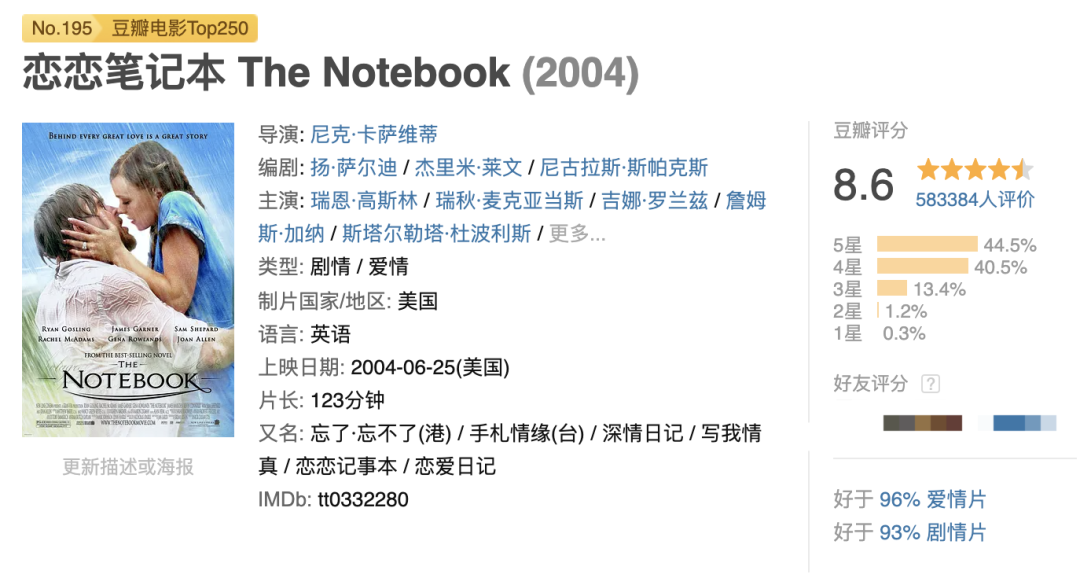 No.195 豆瓣电影Top250
恋恋笔记本 The Notebook (2004)
BEHIND EVERY GREAT LOVE IS A GREAT STORY
RYAN GOSLING JAMES GARNER SAM SHEPARD
RACHEL MCADAMS GENA ROWLANDS JOAN ALLEN
FROM THE BEST-SELLING NOVEL
THE
NOTEBOOK
WWW.THENOTEBOOKMOVIE.COM
更新描述或海报
导演: 尼克·卡萨维蒂
编剧: 扬·萨尔迪 / 杰里米·莱文 / 尼古拉斯·斯帕克斯
主演: 瑞恩·高斯林 / 瑞秋·麦克亚当斯 / 吉娜·罗兰兹 / 詹姆
斯·加纳 / 斯塔尔勒塔·杜波利斯 / 更多...
类型: 剧情 / 爱情
制片国家/地区: 美国
语言: 英语
上映日期: 2004-06-25(美国)
片长: 123分钟
又名: 忘了·忘不了(港) / 手札情缘(台) / 深情日记 / 写我情
真 / 恋恋记事本 / 恋爱日记
IMDb: tt0332280
豆瓣评分
8.6
583384人评价
5星 44.5%
4星 40.5%
3星 13.4%
2星 1.2%
1星 0.3%
好友评分 ?
好于 96% 爱情片
好于 93% 剧情片